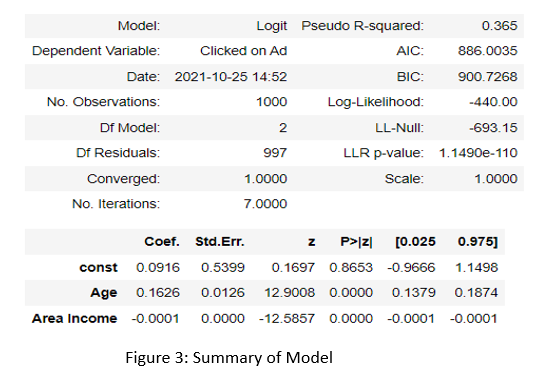 Model: Logit Pseudo R-squared: 0.365
Dependent Variable: Clicked on Ad AIC: 886.0035
Date: 2021-10-25 14:52 BIC: 900.7268
No. Observations: 1000 Log-Likelihood: -440.00
Df Model: 2 LL-Null: -693.15
Df Residuals: 997 LLR p-value: 1.1490e-110
Converged: 1.0000 Scale: 1.0000
No. Iterations: 7.0000
Coef. Std.Err. z P>|z| [0.025 0.975]
const 0.0916 0.5399 0.1697 0.8653 -0.9666 1.1498
Age 0.1626 0.0126 12.9008 0.0000 0.1379 0.1874
Area Income -0.0001 0.0000 -12.5857 0.0000 -0.0001 -0.0001
Figure 3: Summary of Model